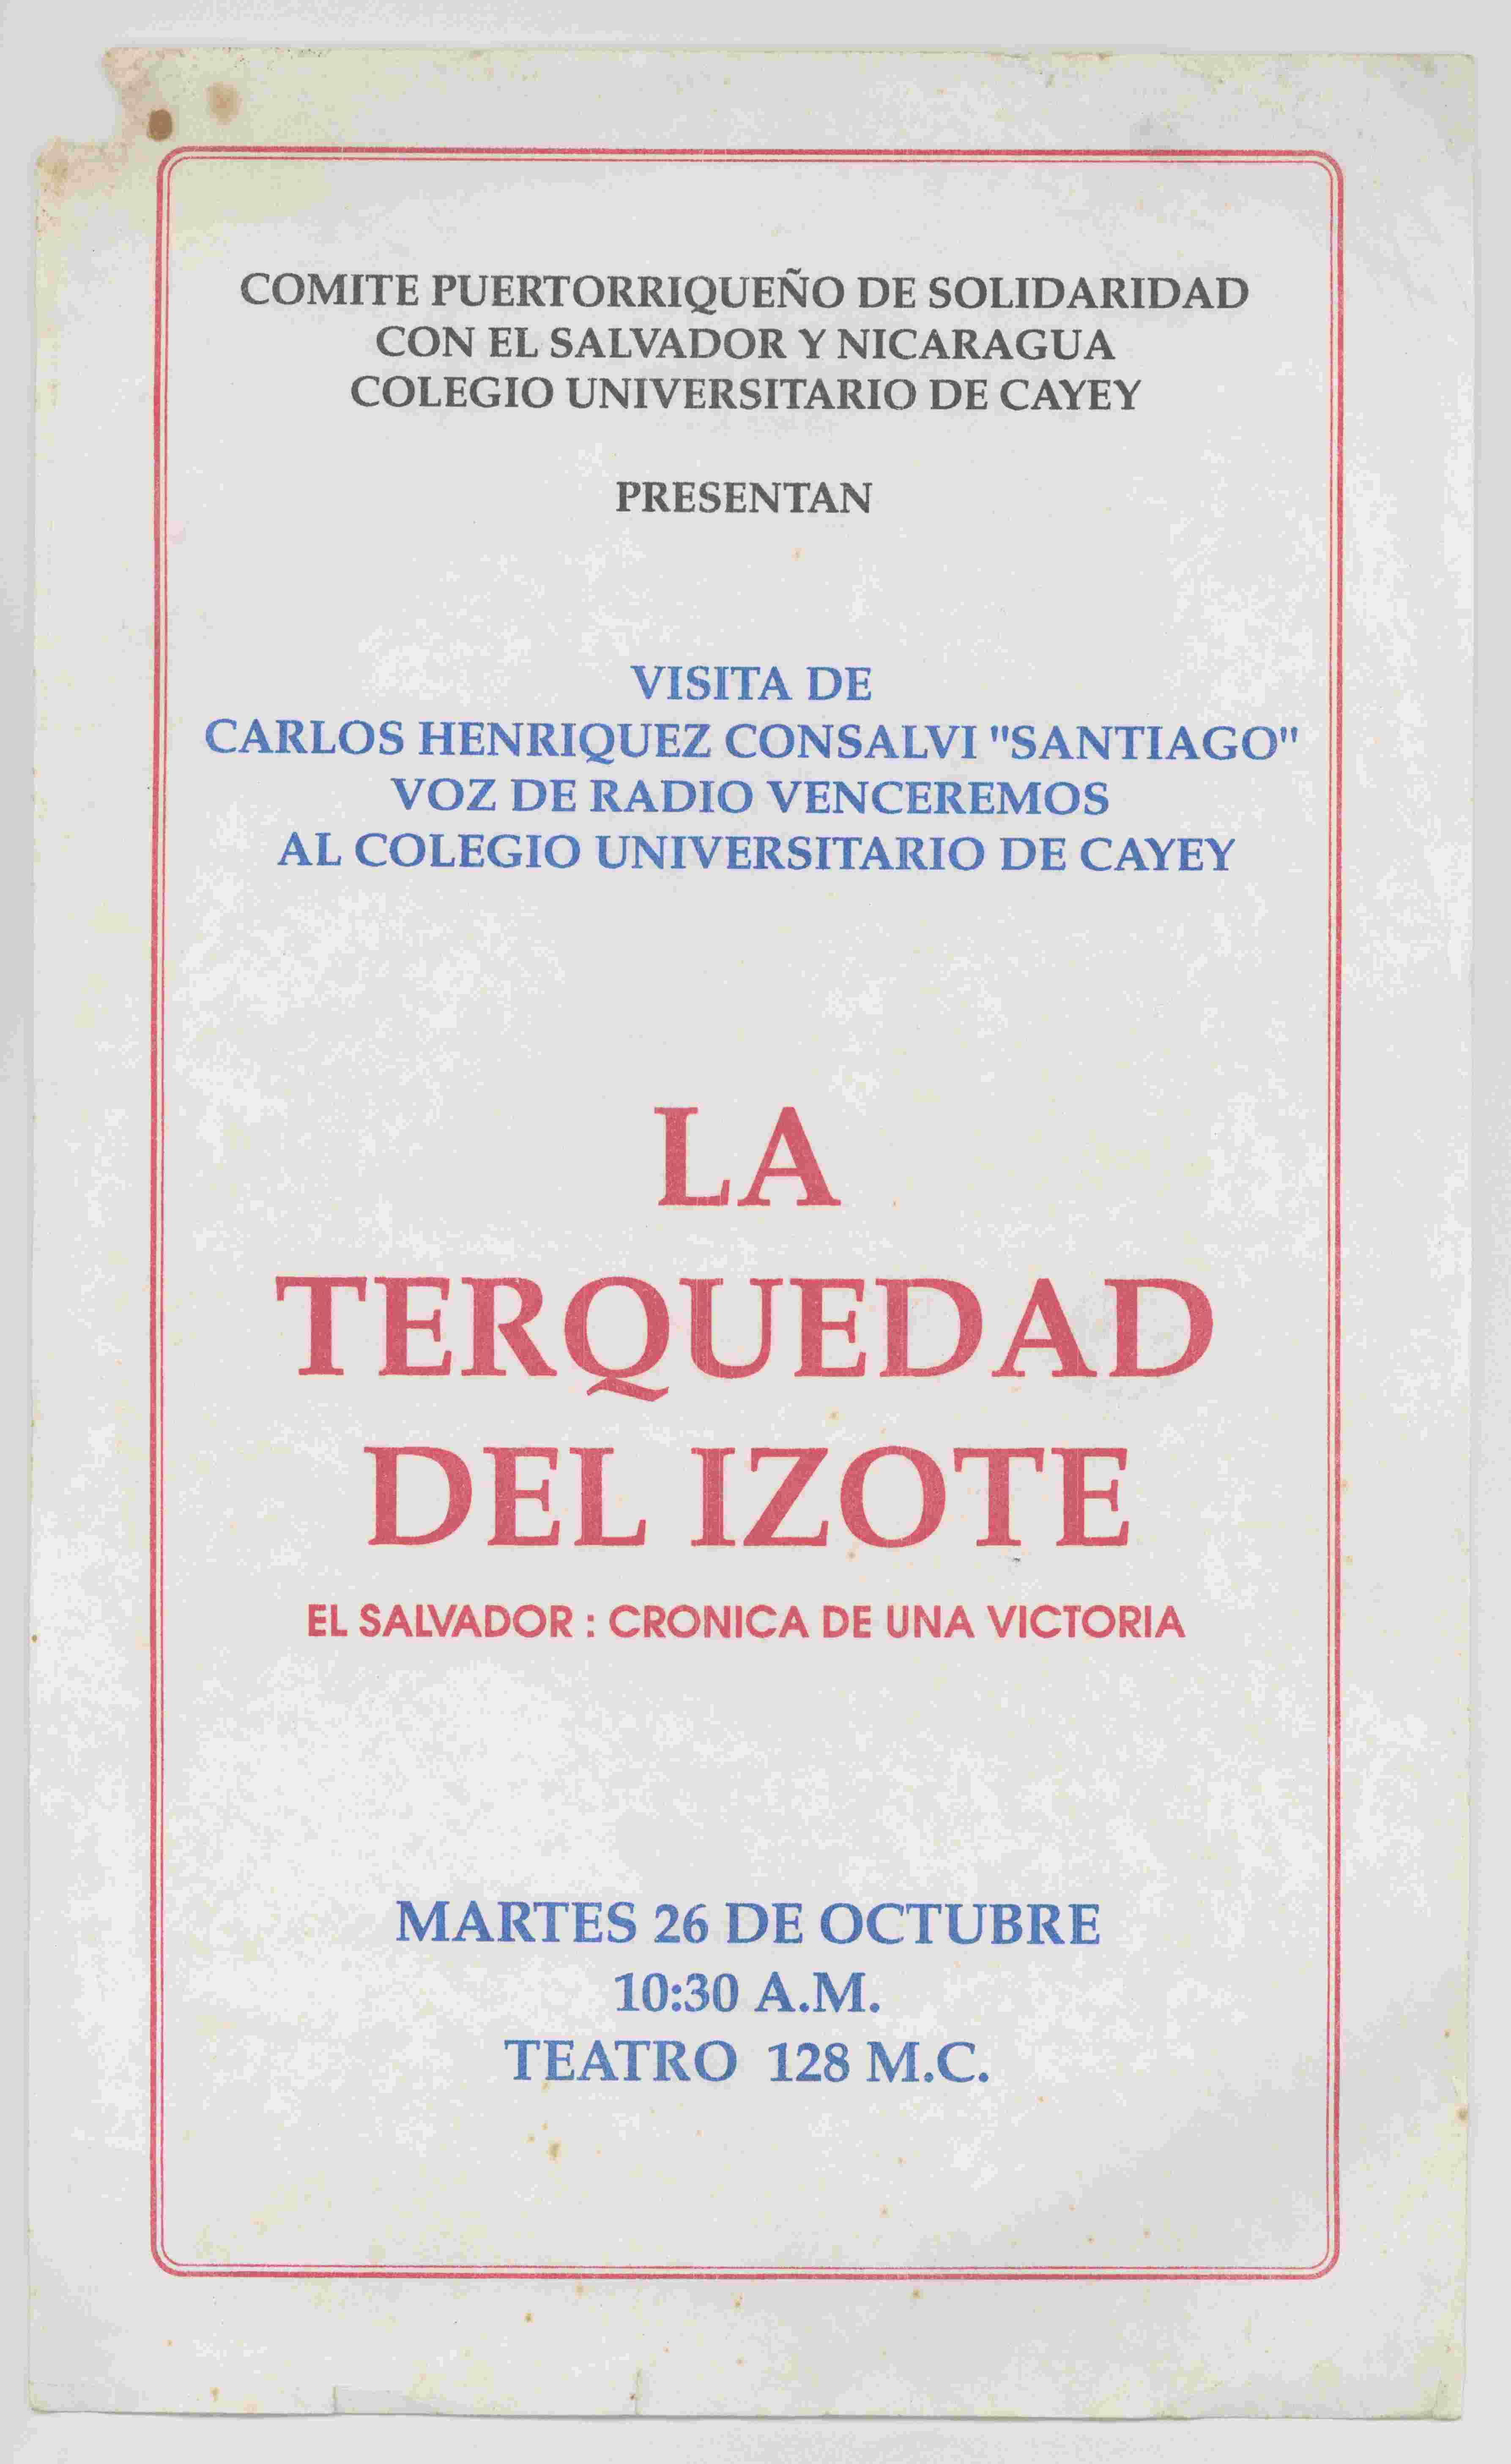 COMITE PUERTORRIQUEÑO DE SOLIDARIDAD
CON EL SALVADOR Y NICARAGUA
COLEGIO UNIVERSITARIO DE CAYEY
PRESENTAN
VISITA DE
CARLOS HENRIQUEZ CONSALVI "SANTIAGO"
VOZ DE RADIO VENCEREMOS
AL COLEGIO UNIVERSITARIO DE CAYEY
LA
TERQUEDAD
DEL IZOTE
EL SALVADOR : CRONICA DE UNA VICTORIA
MARTES 26 DE OCTUBRE
10:30 A.M.
TEATRO 128 M.C.